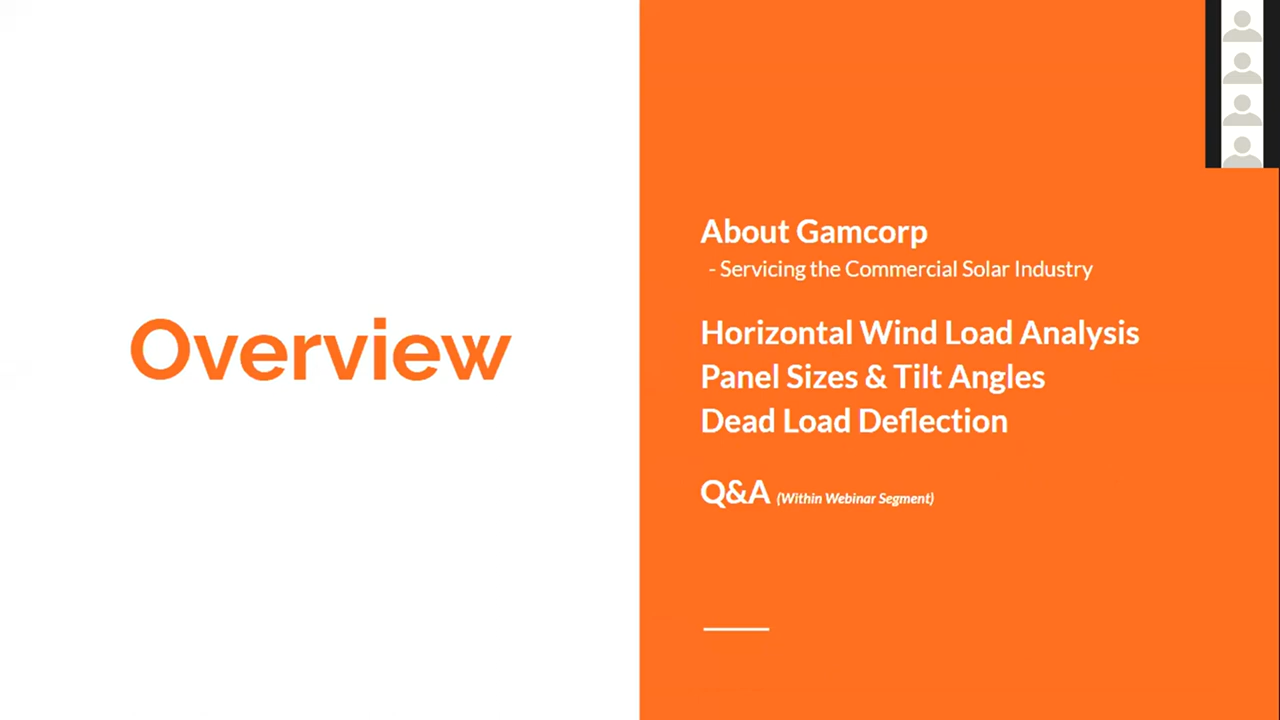 Overview
About Gamcorp
- Servicing the Commercial Solar Industry
Horizontal Wind Load Analysis
Panel Sizes & Tilt Angles
Dead Load Deflection
Q&A (Within Webinar Segment)